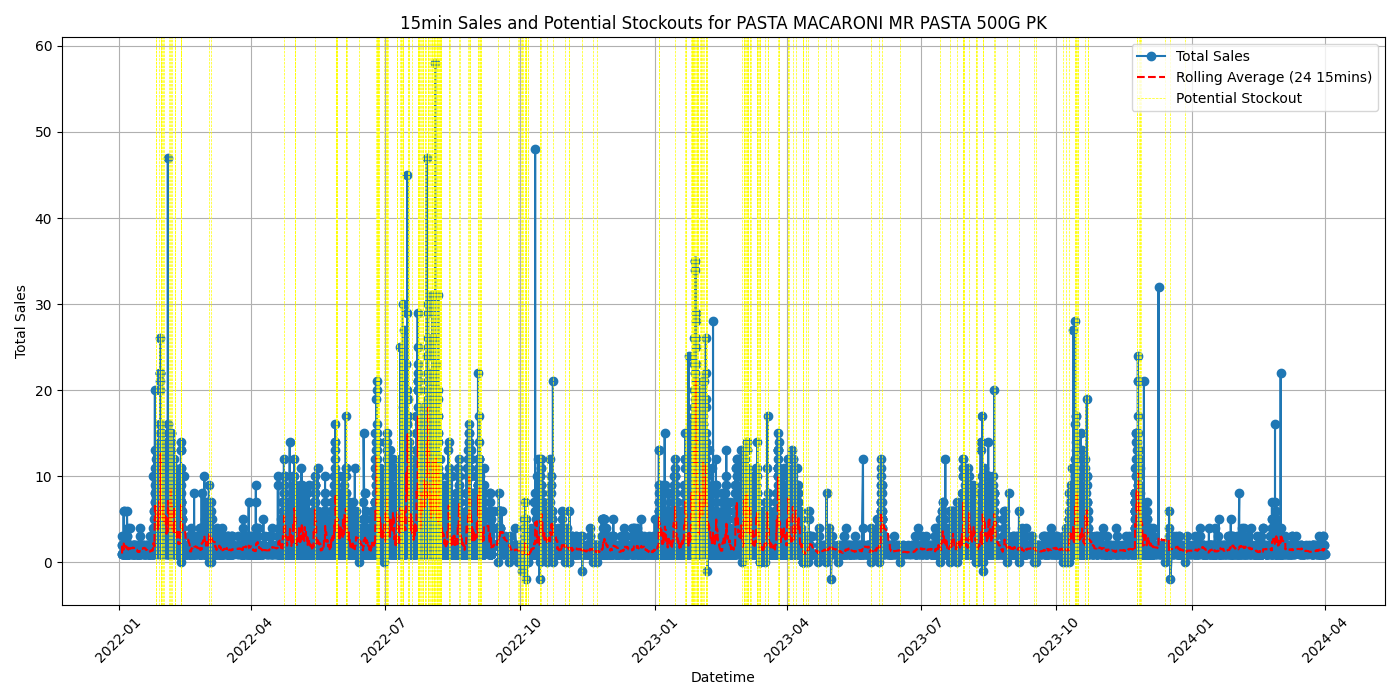 15min Sales and Potential Stockouts for PASTA MACARONI MR PASTA 500G PK
Total Sales
Rolling Average (24 15mins)
Potential Stockout
60
50
40
30
20
10
0
Total Sales
2022-01
2022-04
2022-07
2022-10
2023-01
2023-04
2023-07
2023-10
2024-01
2024-04
Datetime